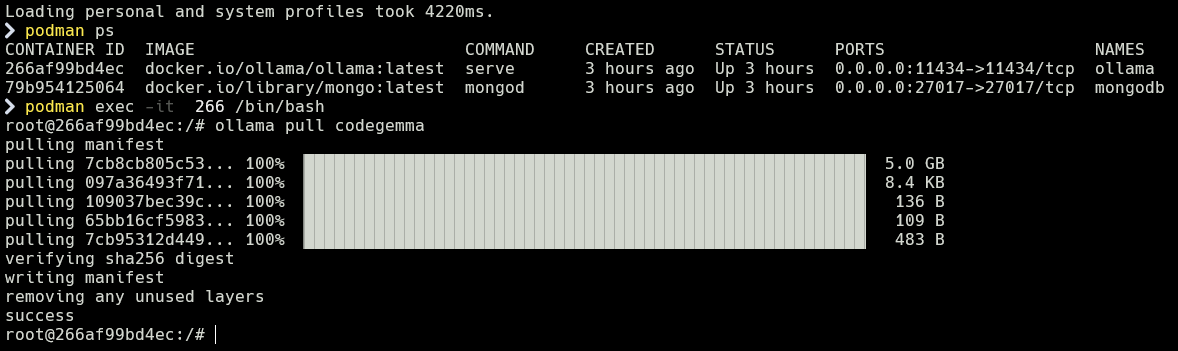 Loading personal and system profiles took 4220ms.
❯ podman ps
CONTAINER ID  IMAGE                           COMMAND     CREATED      STATUS      PORTS                     NAMES
266af99bd4ec  docker.io/ollama/ollama:latest  serve       3 hours ago  Up 3 hours  0.0.0.0:11434->11434/tcp  ollama
79b954125064  docker.io/library/mongo:latest  mongod      3 hours ago  Up 3 hours  0.0.0.0:27017->27017/tcp  mongodb
❯ podman exec -it  266 /bin/bash
root@266af99bd4ec:/# ollama pull codegemma
pulling manifest
pulling 7cb8cb805c53... 100% 5.0 GB
pulling 097a36493f71... 100% 8.4 KB
pulling 109037bec39c... 100% 136 B
pulling 65bb16cf5983... 100% 109 B
pulling 7cb95312d449... 100% 483 B
verifying sha256 digest
writing manifest
removing any unused layers
success
root@266af99bd4ec:/#